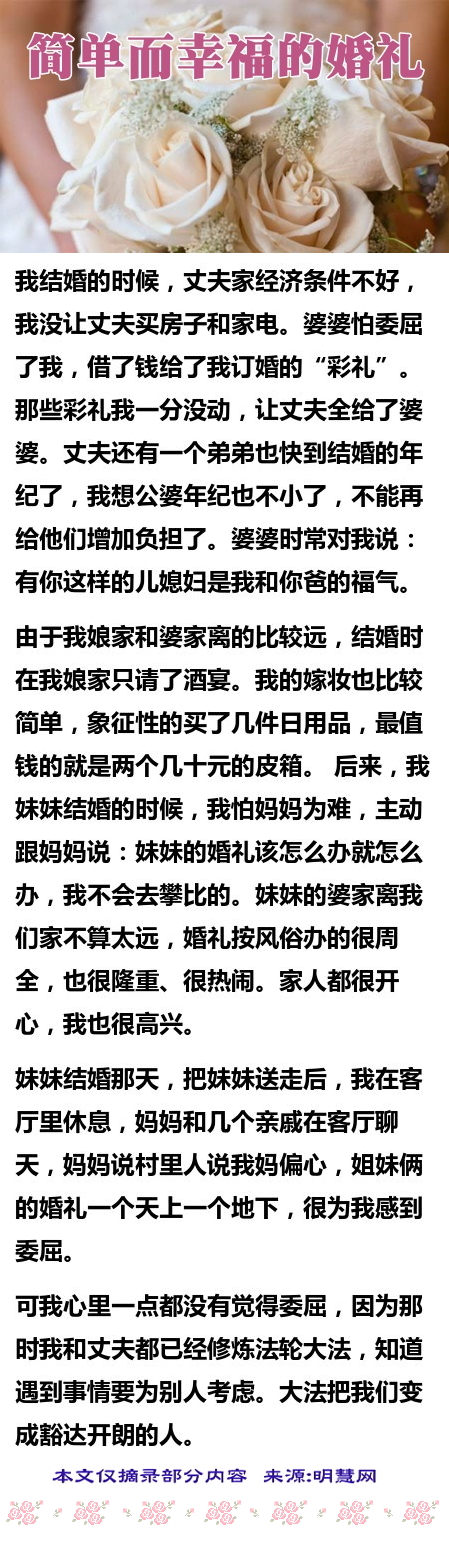 简单而幸福的婚礼
我结婚的时候，丈夫家经济条件不好，
我没让丈夫买房子和家电。婆婆怕委屈
了我，借了钱给了我订婚的“彩礼”。
那些彩礼我一分没动，让丈夫全给了婆
婆。丈夫还有一个弟弟也快到结婚的年
纪了，我想公婆年纪也不小了，不能再
给他们增加负担了。婆婆时常对我说：
有你这样的儿媳妇是我和你爸的福气。
由于我娘家和婆家离的比较远，结婚时
在我娘家只请了酒宴。我的嫁妆也比较
简单，象征性的买了几件日用品，最值
钱的就是两个几十元的皮箱。 后来，我
妹妹结婚的时候，我怕妈妈为难，主动
跟妈妈说：妹妹的婚礼该怎么办就怎么
办，我不会去攀比的。妹妹的婆家离我
们家不算太远，婚礼按风俗办的很周
全，也很隆重、很热闹。家人都很开
心，我也很高兴。
妹妹结婚那天，把妹妹送走后，我在客
厅里休息，妈妈和几个亲戚在客厅聊
天，妈妈说村里人说我妈偏心，姐妹俩
的婚礼一个天上一个地下，很为我感到
委屈。
可我心里一点都没有觉得委屈，因为那
时我和丈夫都已经修炼法轮大法，知道
遇到事情要为别人考虑。大法把我们变
成豁达开朗的人。
本文仅摘录部分内容 来源:明慧网